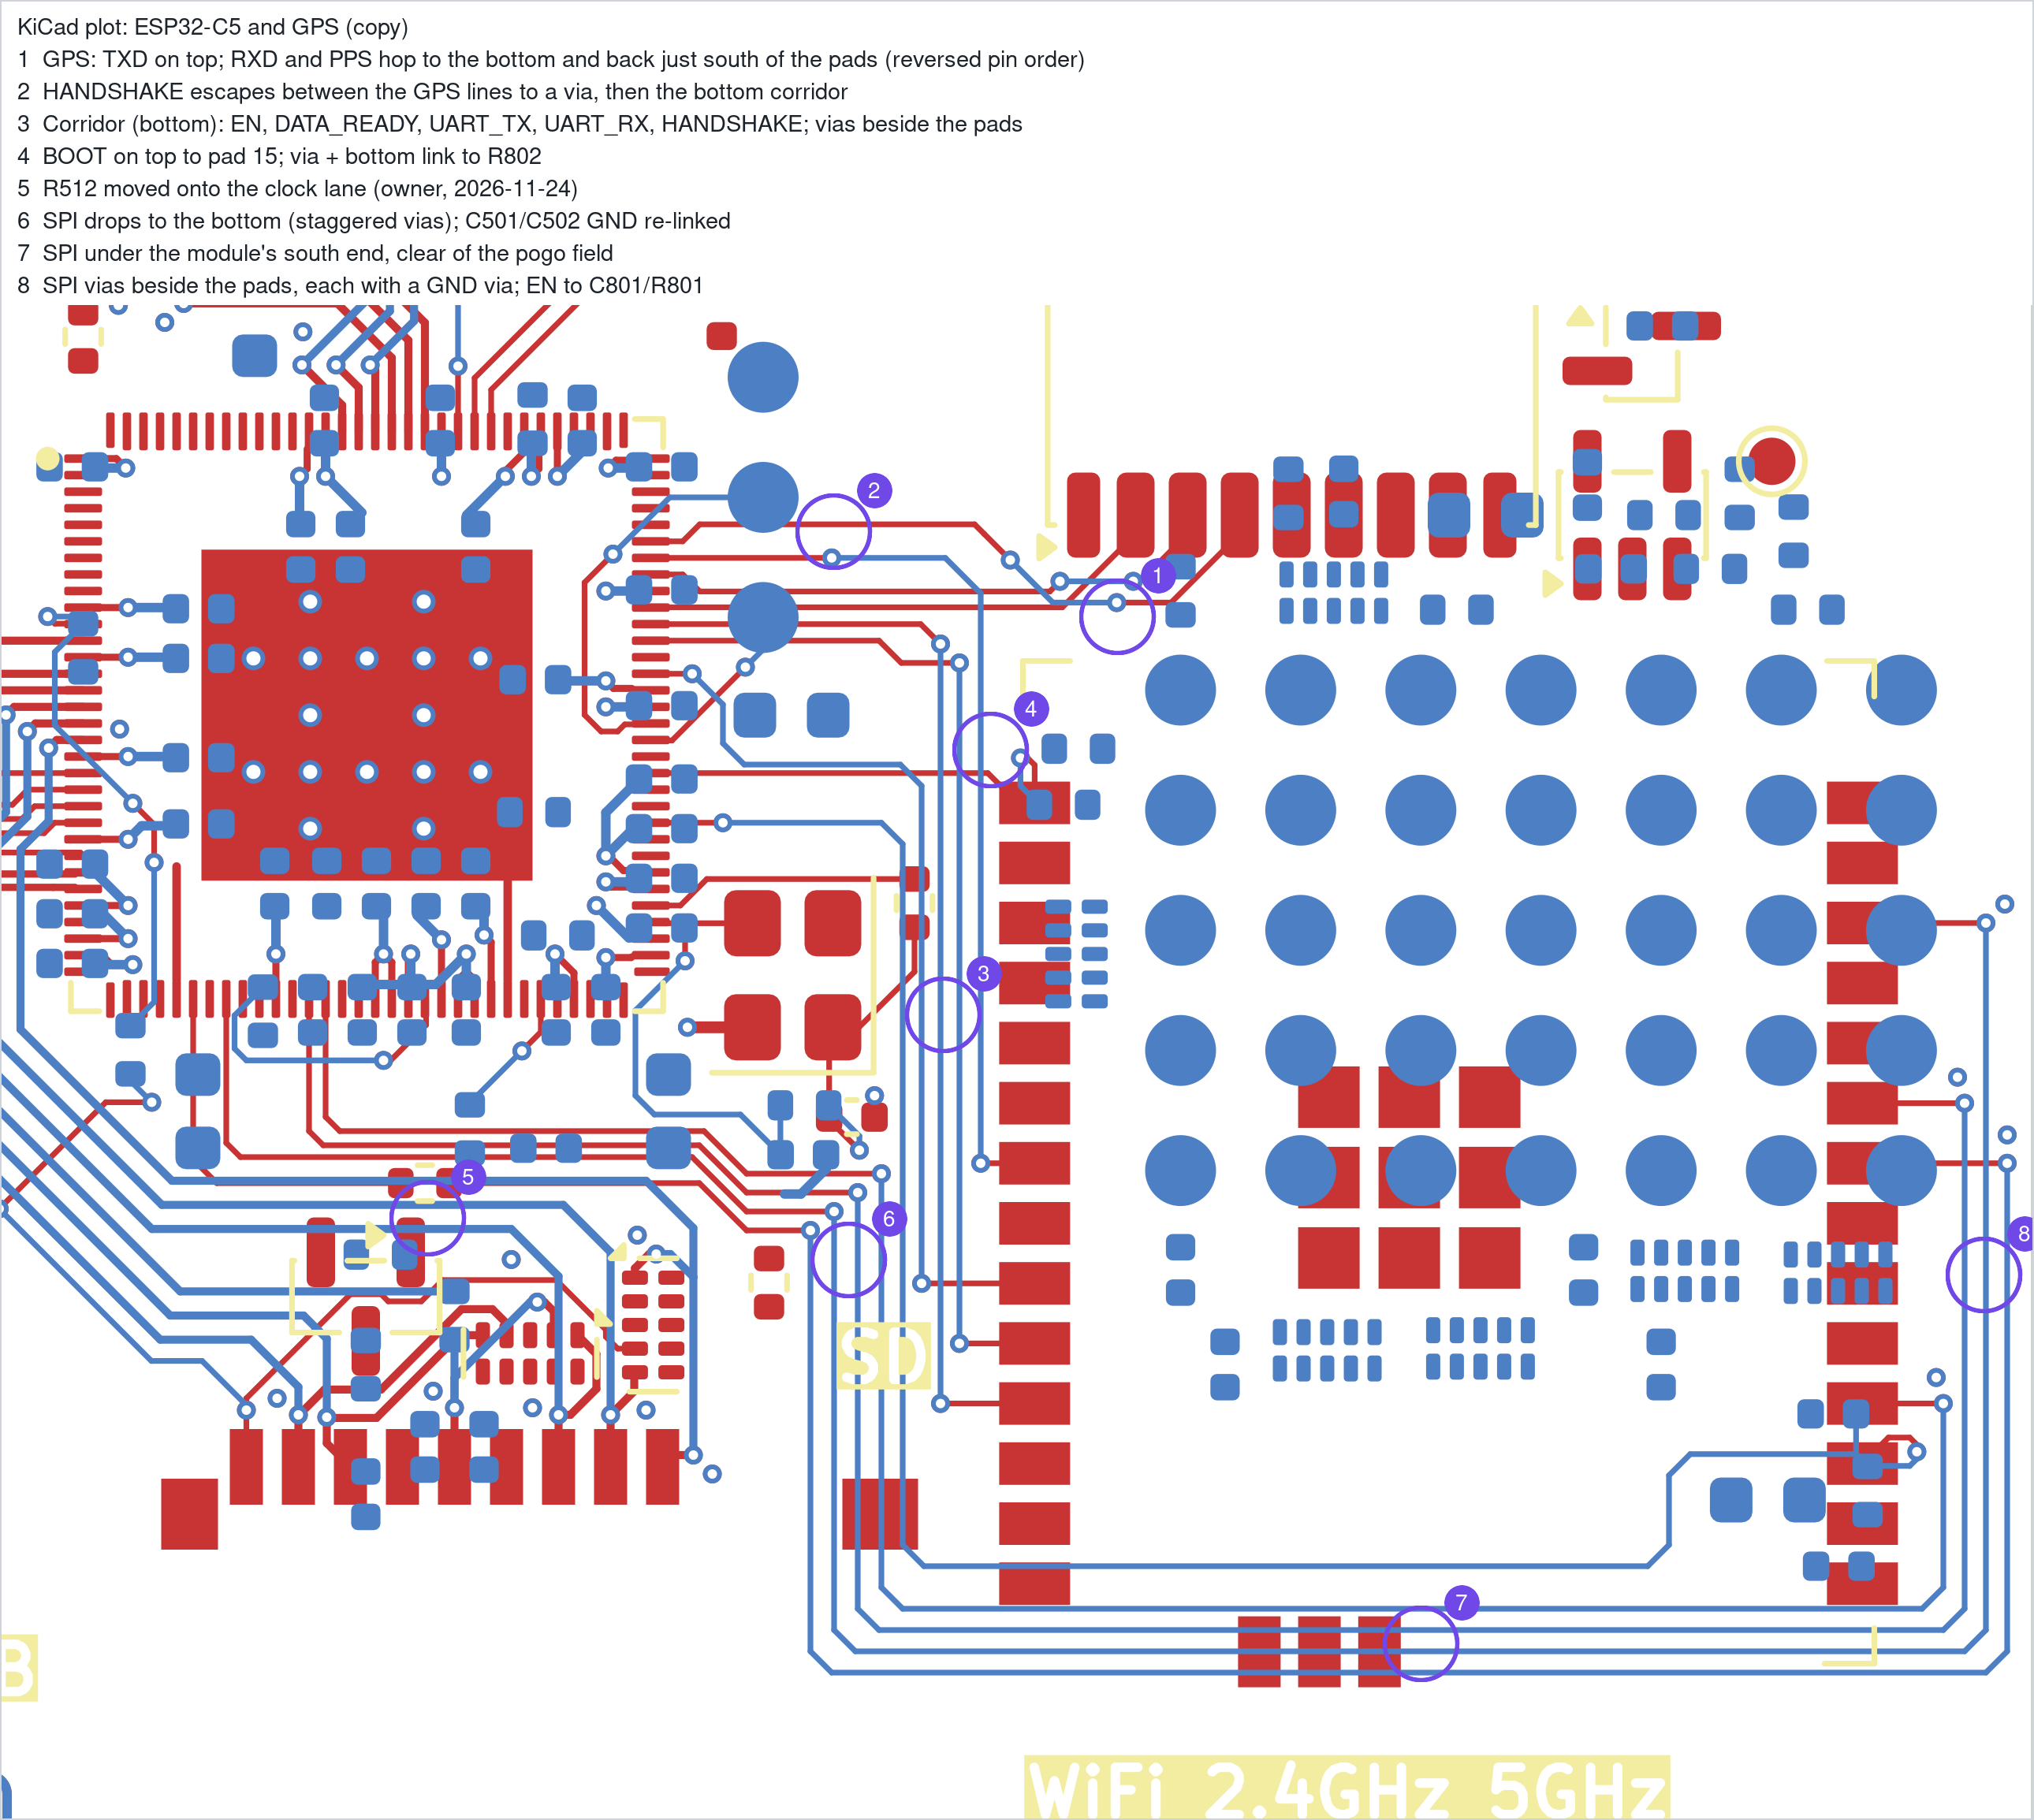 KiCad plot: ESP32-C5 and GPS (copy)
1 GPS: TXD on top; RXD and PPS hop to the bottom and back just south of the pads (reversed pin order)
2 HANDSHAKE escapes between the GPS lines to a via, then the bottom corridor
3 Corridor (bottom): EN, DATA_READY, UART_TX, UART_RX, HANDSHAKE; vias beside the pads
4 BOOT on top to pad 15; via + bottom link to R802
5 R512 moved onto the clock lane (owner, 2026-11-24)
6 SPI drops to the bottom (staggered vias); C501/C502 GND re-linked
7 SPI under the module's south end, clear of the pogo field
8 SPI vias beside the pads, each with a GND via; EN to C801/R801
2
1
4
3
5
6
8
SD
7
B
WiFi 2.4GHz 5GHz